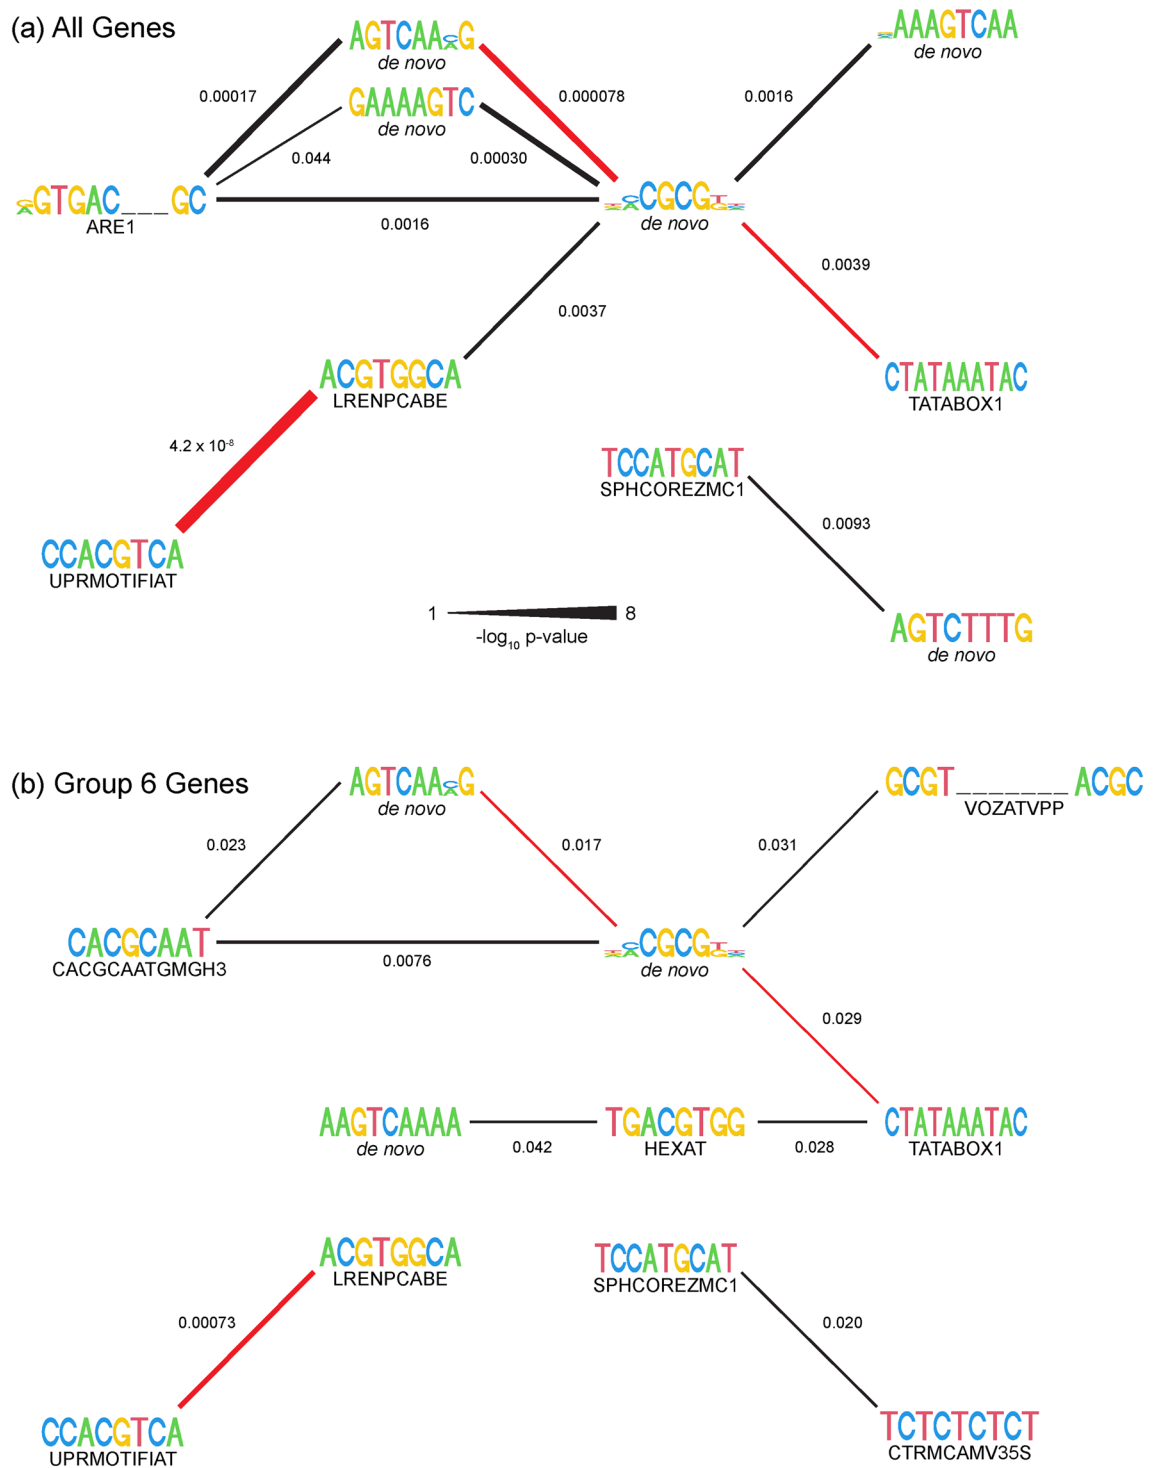 (a) All Genes
AGTCAACAG
de novo
AAAGTCAA
de novo
0.00017
GAAAAGTC
de novo
0.000078
0.0016
0.044
0.00030
GTGAC___GC
ARE1
0.0016
CGCG
de novo
0.0039
0.0037
ACGTGGCA
LRENPCABE
CTATAAATAC
TATABOX1
4.2 x 10-8
TCCATGCAT
SPHCOREZMC1
0.0093
CCACGTCA
UPRMOTIFIAT
1 8
-log10 p-value
AGTCTTTG
de novo
(b) Group 6 Genes
AGTCAACAG
de novo
GCGT_______ACGC
VOZATVPP
0.023
0.017
0.031
CACGCAAT
CACGCAATGMGH3
0.0076
CGCG
de novo
0.029
AAGTCAAAA
de novo
0.042
TGACGTGG
HEXAT
0.028
CTATAAATAC
TATABOX1
ACGTGGCA
LRENPCABE
TCCATGCAT
SPHCOREZMC1
0.00073
0.020
CCACGTCA
UPRMOTIFIAT
TCTCTCTCT
CTRMCAMV35S